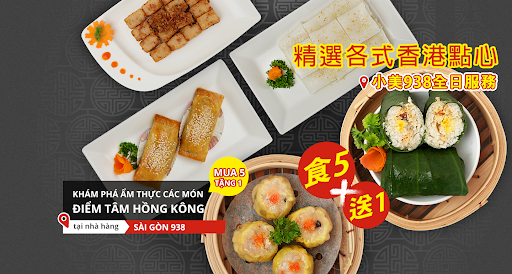 精選各式香港點心
小美938全日服務
MUA 5
TẶNG 1
食5
+
送1
KHÁM PHÁ ẨM THỰC CÁC MÓN
ĐIỂM TÂM HỒNG KÔNG
tại nhà hàng
SÀI GÒN 938